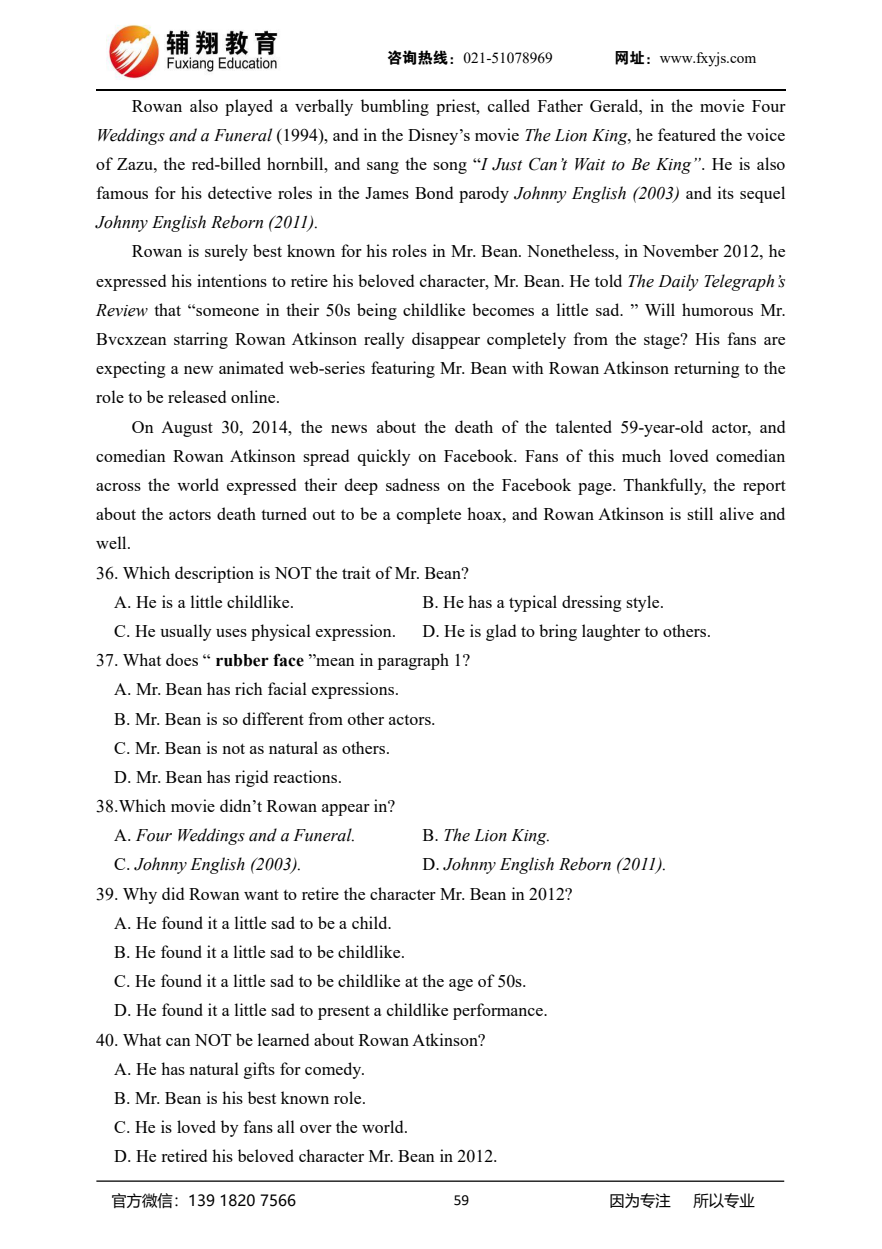 辅翔教育
Fuxiang Education
咨询热线：021-51078969 网址：www.fxyjs.com
Rowan also played a verbally bumbling priest, called Father Gerald, in the movie Four
Weddings and a Funeral (1994), and in the Disney’s movie The Lion King, he featured the voice
of Zazu, the red-billed hornbill, and sang the song “I Just Can’t Wait to Be King”. He is also
famous for his detective roles in the James Bond parody Johnny English (2003) and its sequel
Johnny English Reborn (2011).
Rowan is surely best known for his roles in Mr. Bean. Nonetheless, in November 2012, he
expressed his intentions to retire his beloved character, Mr. Bean. He told The Daily Telegraph’s
Review that “someone in their 50s being childlike becomes a little sad. ” Will humorous Mr.
Bvcxzean starring Rowan Atkinson really disappear completely from the stage? His fans are
expecting a new animated web-series featuring Mr. Bean with Rowan Atkinson returning to the
role to be released online.
On August 30, 2014, the news about the death of the talented 59-year-old actor, and
comedian Rowan Atkinson spread quickly on Facebook. Fans of this much loved comedian
across the world expressed their deep sadness on the Facebook page. Thankfully, the report
about the actors death turned out to be a complete hoax, and Rowan Atkinson is still alive and
well.
36. Which description is NOT the trait of Mr. Bean?
A. He is a little childlike. B. He has a typical dressing style.
C. He usually uses physical expression. D. He is glad to bring laughter to others.
37. What does “ rubber face ”mean in paragraph 1?
A. Mr. Bean has rich facial expressions.
B. Mr. Bean is so different from other actors.
C. Mr. Bean is not as natural as others.
D. Mr. Bean has rigid reactions.
38.Which movie didn’t Rowan appear in?
A. Four Weddings and a Funeral. B. The Lion King.
C. Johnny English (2003). D. Johnny English Reborn (2011).
39. Why did Rowan want to retire the character Mr. Bean in 2012?
A. He found it a little sad to be a child.
B. He found it a little sad to be childlike.
C. He found it a little sad to be childlike at the age of 50s.
D. He found it a little sad to present a childlike performance.
40. What can NOT be learned about Rowan Atkinson?
A. He has natural gifts for comedy.
B. Mr. Bean is his best known role.
C. He is loved by fans all over the world.
D. He retired his beloved character Mr. Bean in 2012.
官方微信：139 1820 7566 59 因为专注 所以专业